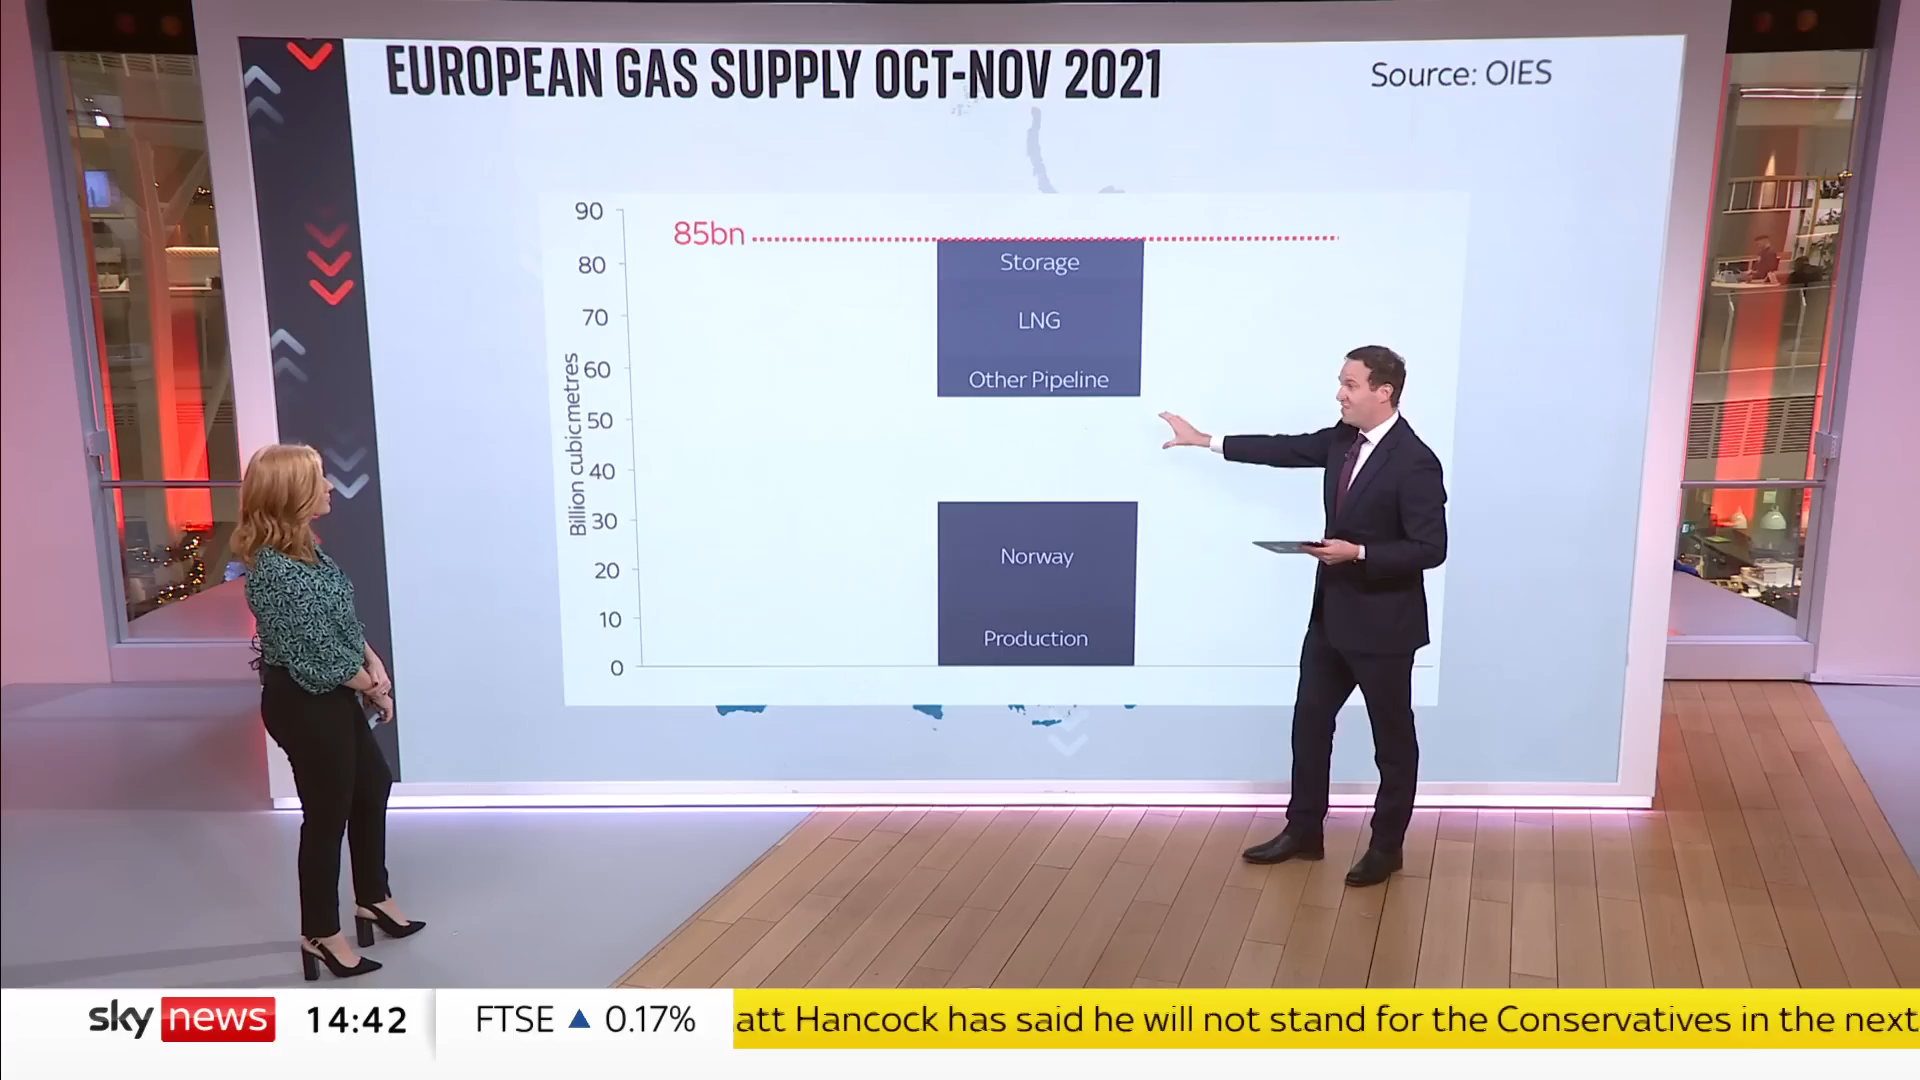 EUROPEAN GAS SUPPLY OCT-NOV 2021
Source: OIES
90
80
70
60
50
40
30
20
10
0
Billion cubicmetres
85bn
Storage
LNG
Other Pipeline
Norway
Production
sky news 14:42 FTSE ▲ 0.17% att Hancock has said he will not stand for the Conservatives in the next